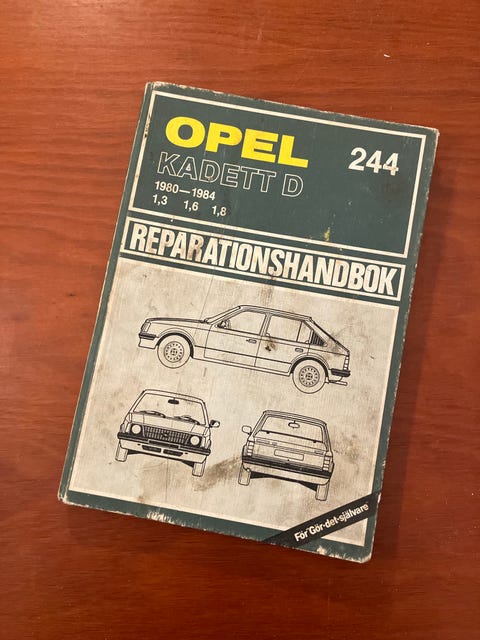 OPEL
244
KADETT D
1980—1984
1,3 1,6 1,8
REPARATIONSHANDBOK
För Gör-det-självare